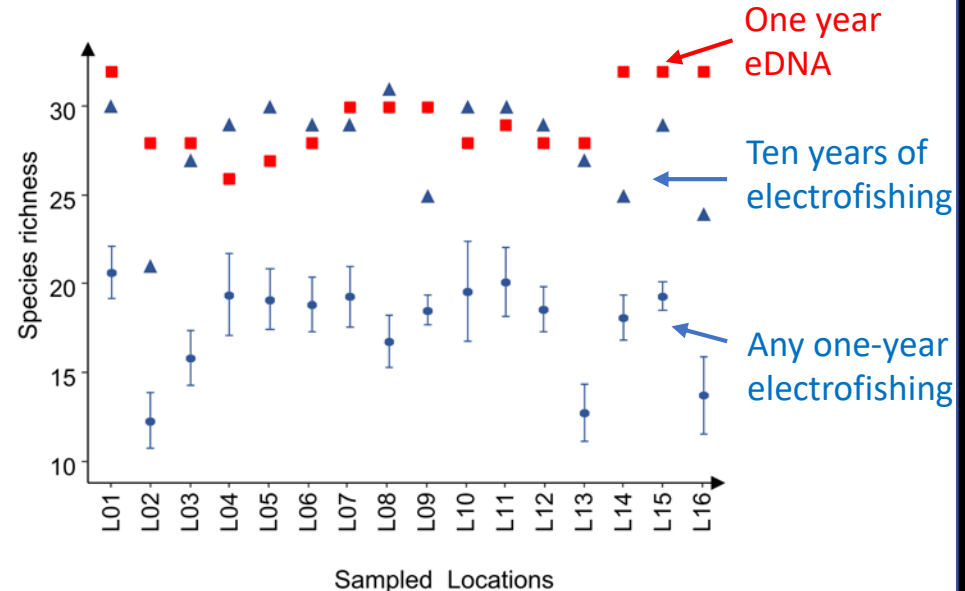 One year
eDNA
Ten years of
electrofishing
Any one-year
electrofishing
Species richness
30
25
20
15
10
L01
L02
L03
L04
L05
L06
L07
L08
L09
L10
L11
L12
L13
L14
L15
L16
Sampled Locations